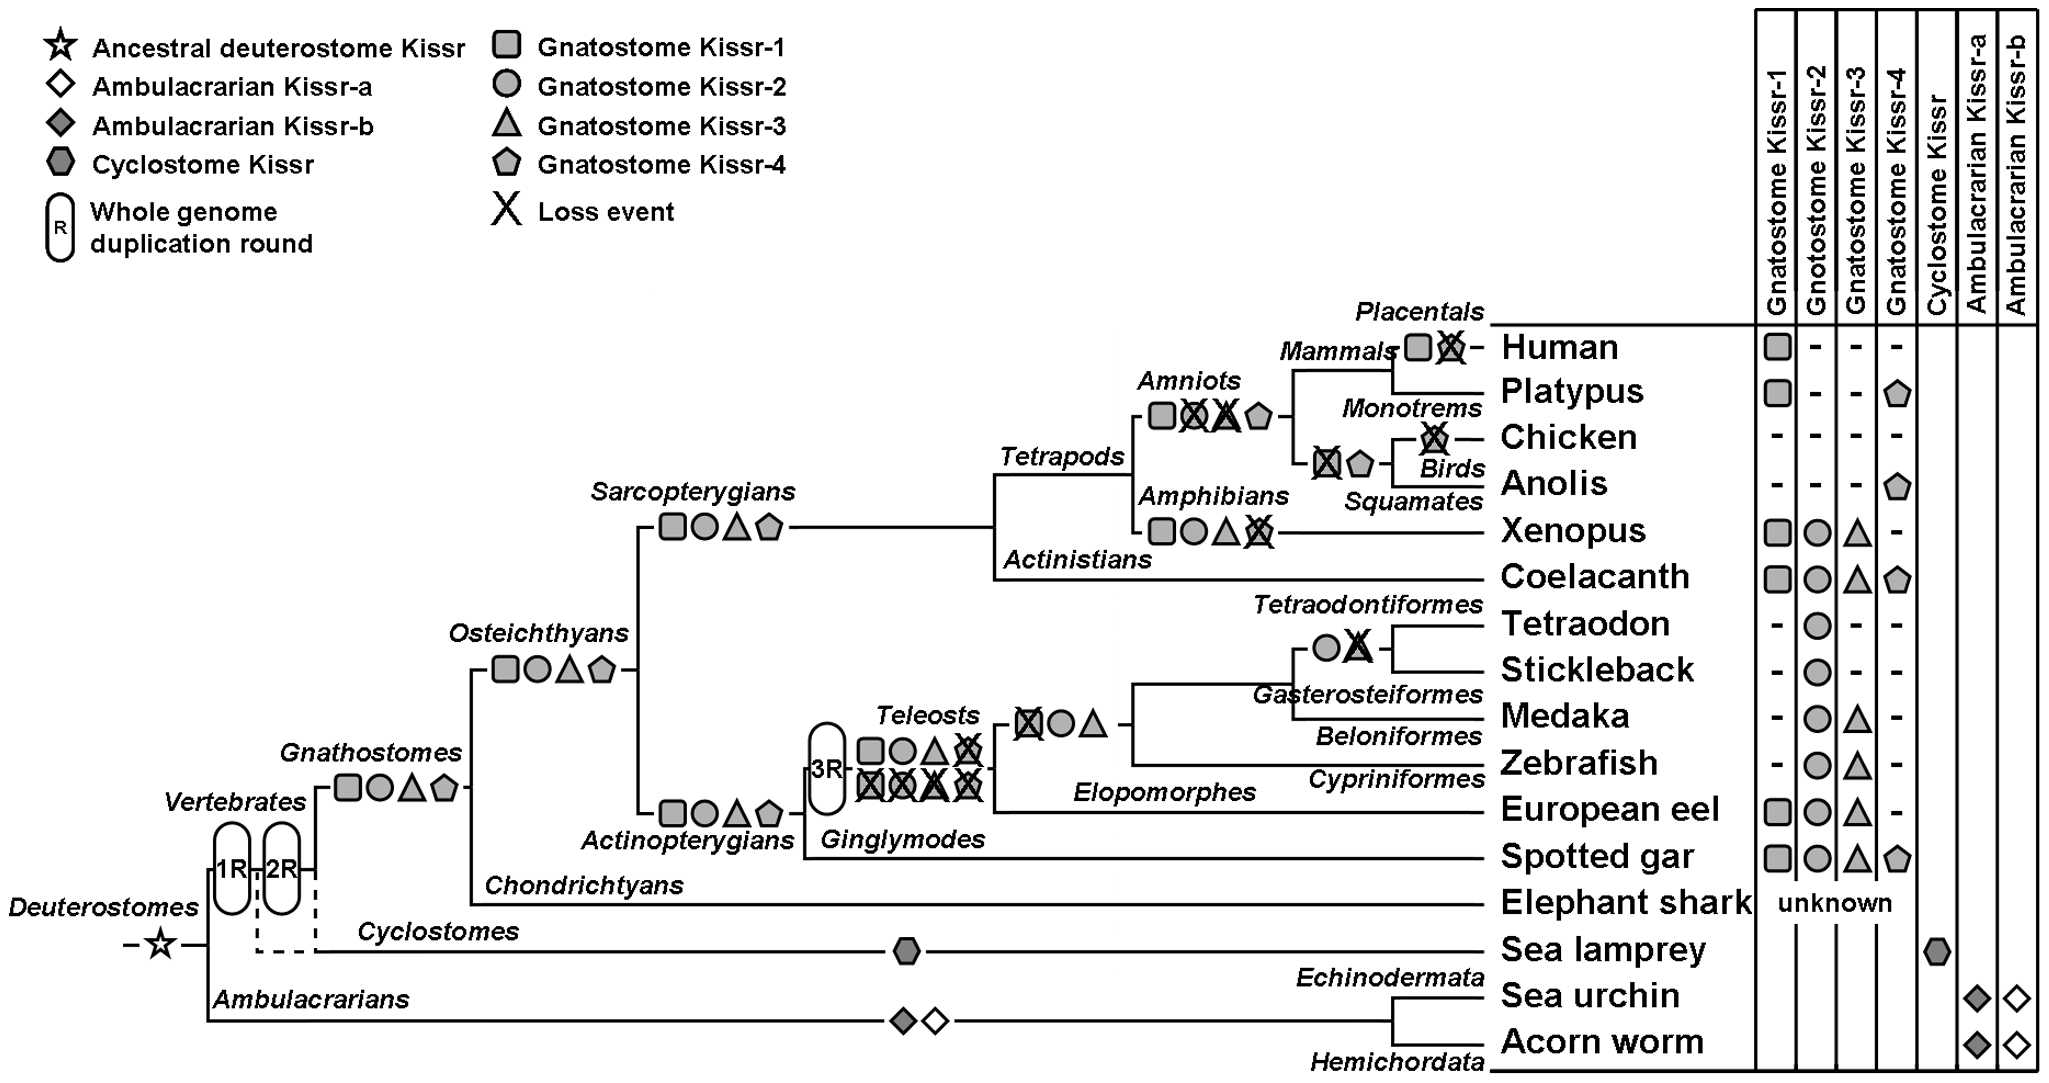 Ancestral deuterostome Kissr
Ambulacrarian Kissr-a
Ambulacrarian Kissr-b
Cyclostome Kissr
R
Whole genome
duplication round
Gnatostome Kissr-1
Gnatostome Kissr-2
Gnatostome Kissr-3
Gnatostome Kissr-4
Loss event
Gnatostome Kissr-1
Gnotostome Kissr-2
Gnatostome Kissr-3
Gnatostome Kissr-4
Cyclostome Kissr
Ambulacrarian Kissr-a
Ambulacrarian Kissr-b
Placentals
Human - - -
Mammals
Amniots
Platypus - -
Monotrems
Chicken - - - -
Tetrapods
Birds
Anolis - - -
Squamates
Sarcopterygians
Amphibians
Xenopus -
Actinistians
Coelacanth
Tetraodontiformes
Tetraodon - - -
Osteichthyans
Stickleback - - -
Gasterosteiformes
Teleosts
Medaka - -
Beloniformes
Gnathostomes
3R
Zebrafish - -
Cypriniformes
Elopomorphes
Vertebrates
European eel -
Actinopterygians
Ginglymodes
Spotted gar
1R
2R
Chondrichtyans
Elephant shark unknown
Deuterostomes
Cyclostomes
Sea lamprey
Echinodermata
Ambulacrarians
Sea urchin
Acorn worm
Hemichordata